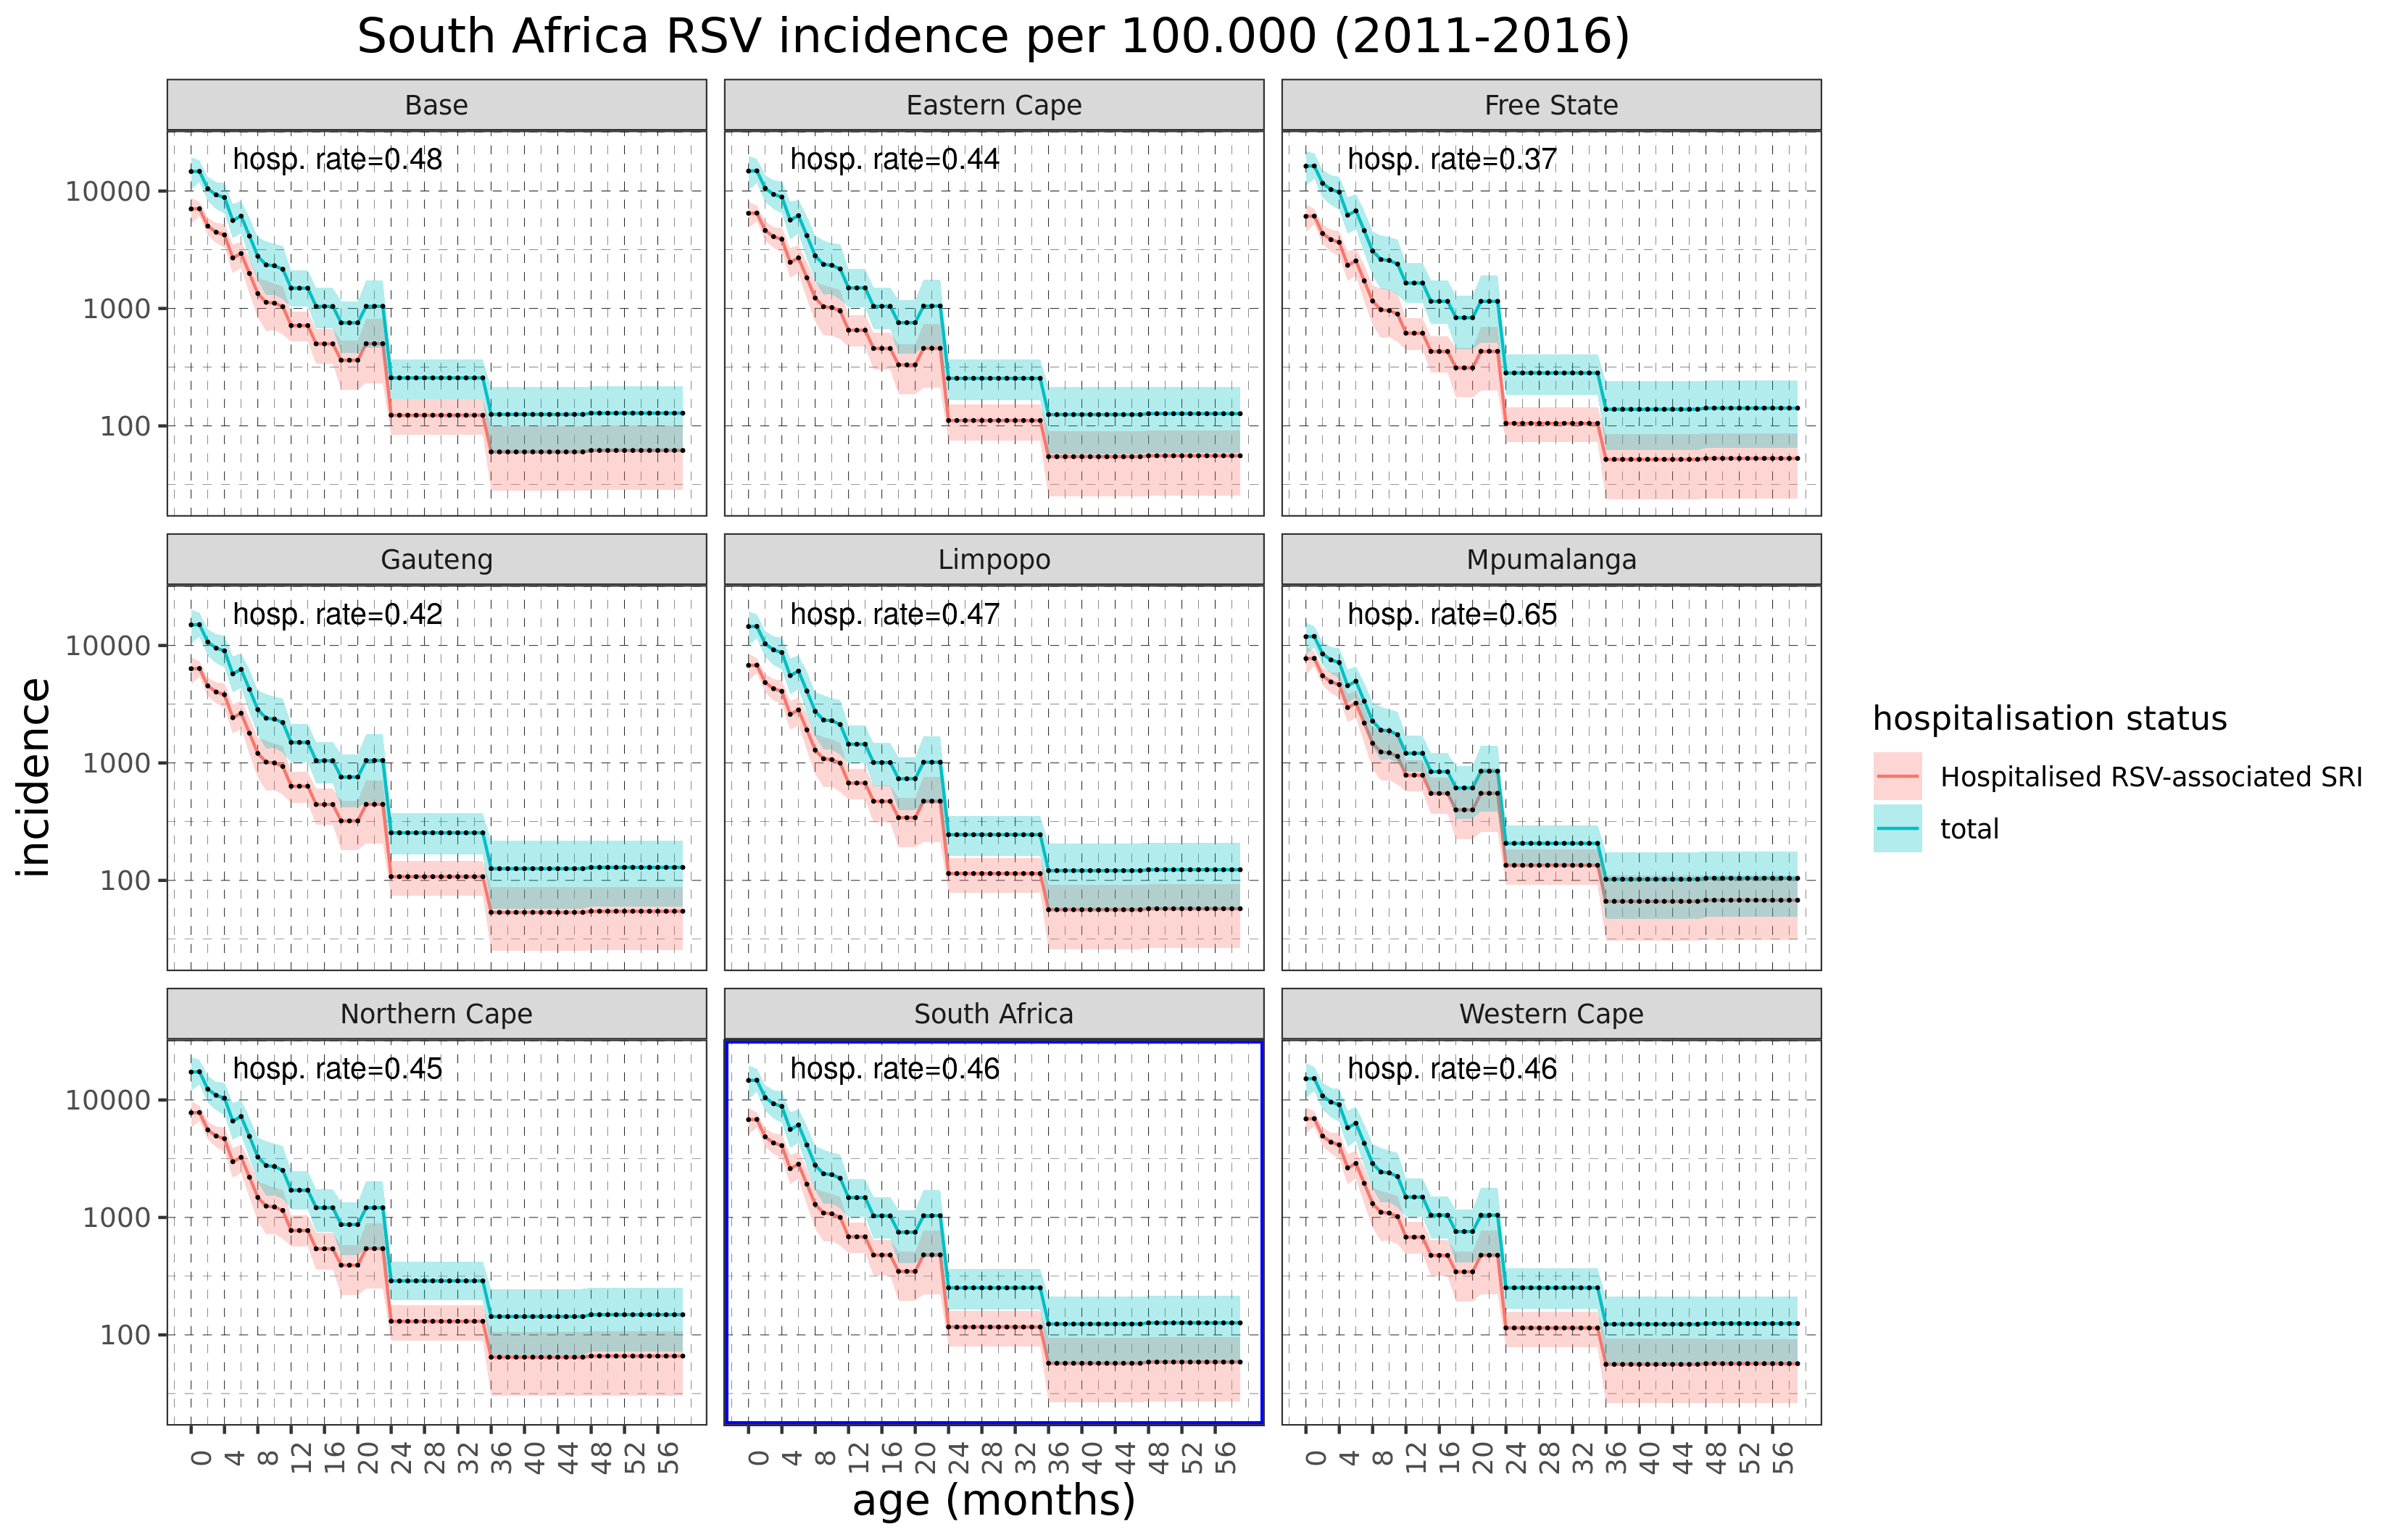 South Africa RSV incidence per 100.000 (2011-2016)
Base
Eastern Cape
Free State
hosp. rate=0.48
hosp. rate=0.44
hosp. rate=0.37
10000
1000
100
Gauteng
Limpopo
Mpumalanga
hosp. rate=0.42
hosp. rate=0.47
hosp. rate=0.65
10000
1000
100
Northern Cape
South Africa
Western Cape
hosp. rate=0.45
hosp. rate=0.46
hosp. rate=0.46
10000
1000
100
0 4 8 12 16 20 24 28 32 36 40 44 48 52 56
0 4 8 12 16 20 24 28 32 36 40 44 48 52 56
0 4 8 12 16 20 24 28 32 36 40 44 48 52 56
age (months)
incidence
hospitalisation status
Hospitalised RSV-associated SRI
total